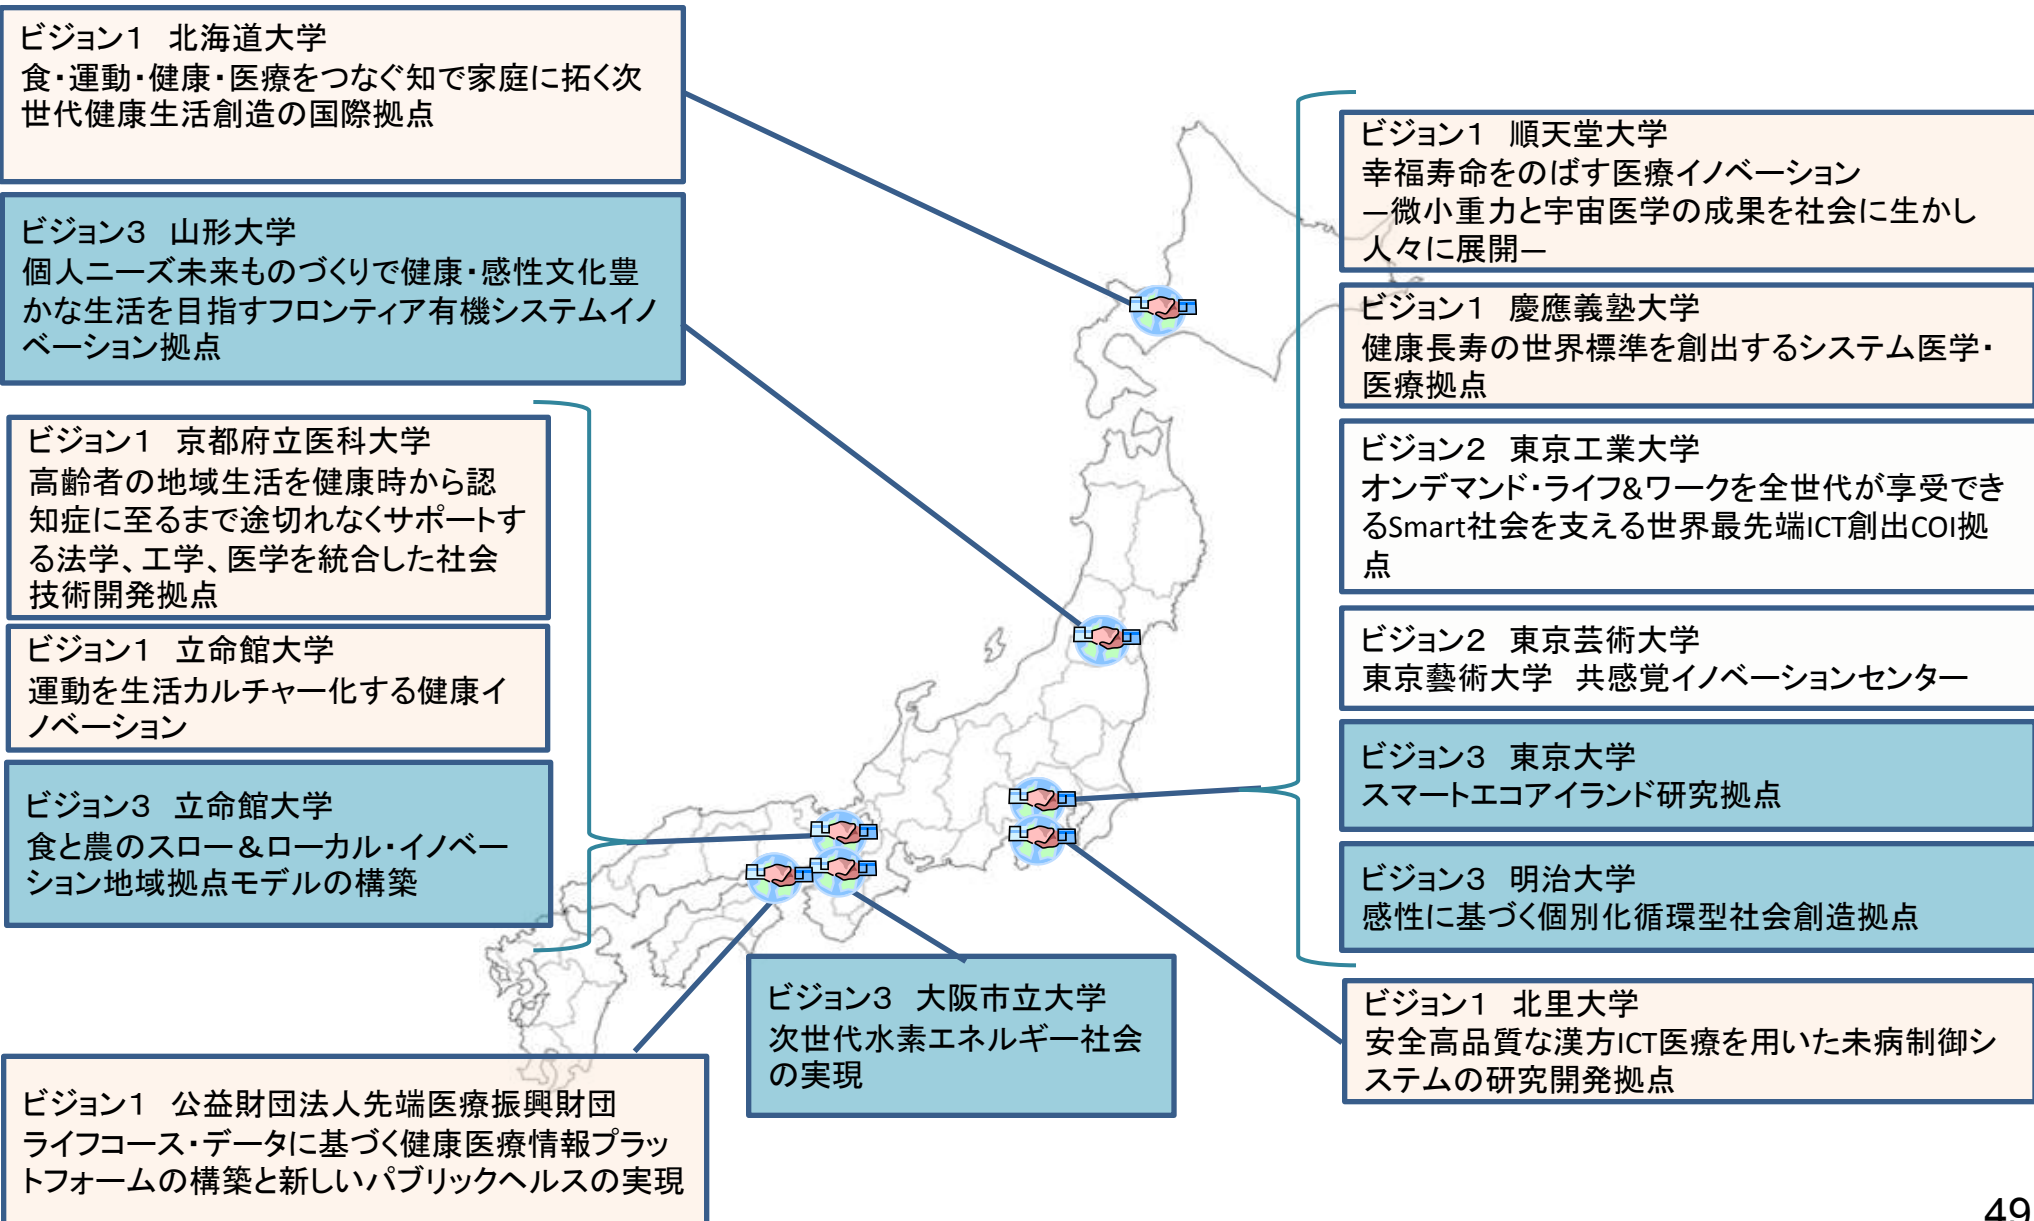 ビジョン1　北海道大学
食・運動・健康・医療をつなぐ知で家庭に拓く次
世代健康生活創造の国際拠点
ビジョン3　山形大学
個人ニーズ未来ものづくりで健康・感性文化豊
かな生活を目指すフロンティア有機システムイノ
ベーション拠点
ビジョン1　京都府立医科大学
高齢者の地域生活を健康時から認
知症に至るまで途切れなくサポートす
る法学、工学、医学を統合した社会
技術開発拠点
ビジョン1　立命館大学
運動を生活カルチャー化する健康イ
ノベーション
ビジョン3　立命館大学
食と農のスロー＆ローカル・イノベー
ション地域拠点モデルの構築
ビジョン1　公益財団法人先端医療振興財団
ライフコース・データに基づく健康医療情報プラッ
トフォームの構築と新しいパブリックヘルスの実現
ビジョン3　大阪市立大学
次世代水素エネルギー社会
の実現
ビジョン1　順天堂大学
幸福寿命をのばす医療イノベーション
―微小重力と宇宙医学の成果を社会に生かし
人々に展開―
ビジョン1　慶應義塾大学
健康長寿の世界標準を創出するシステム医学・
医療拠点
ビジョン2　東京工業大学
オンデマンド・ライフ&ワークを全世代が享受でき
るSmart社会を支える世界最先端ICT創出COI拠
点
ビジョン2　東京芸術大学
東京藝術大学　共感覚イノベーションセンター
ビジョン3　東京大学
スマートエコアイランド研究拠点
ビジョン3　明治大学
感性に基づく個別化循環型社会創造拠点
ビジョン1　北里大学
安全高品質な漢方ICT医療を用いた未病制御シ
ステムの研究開発拠点
49